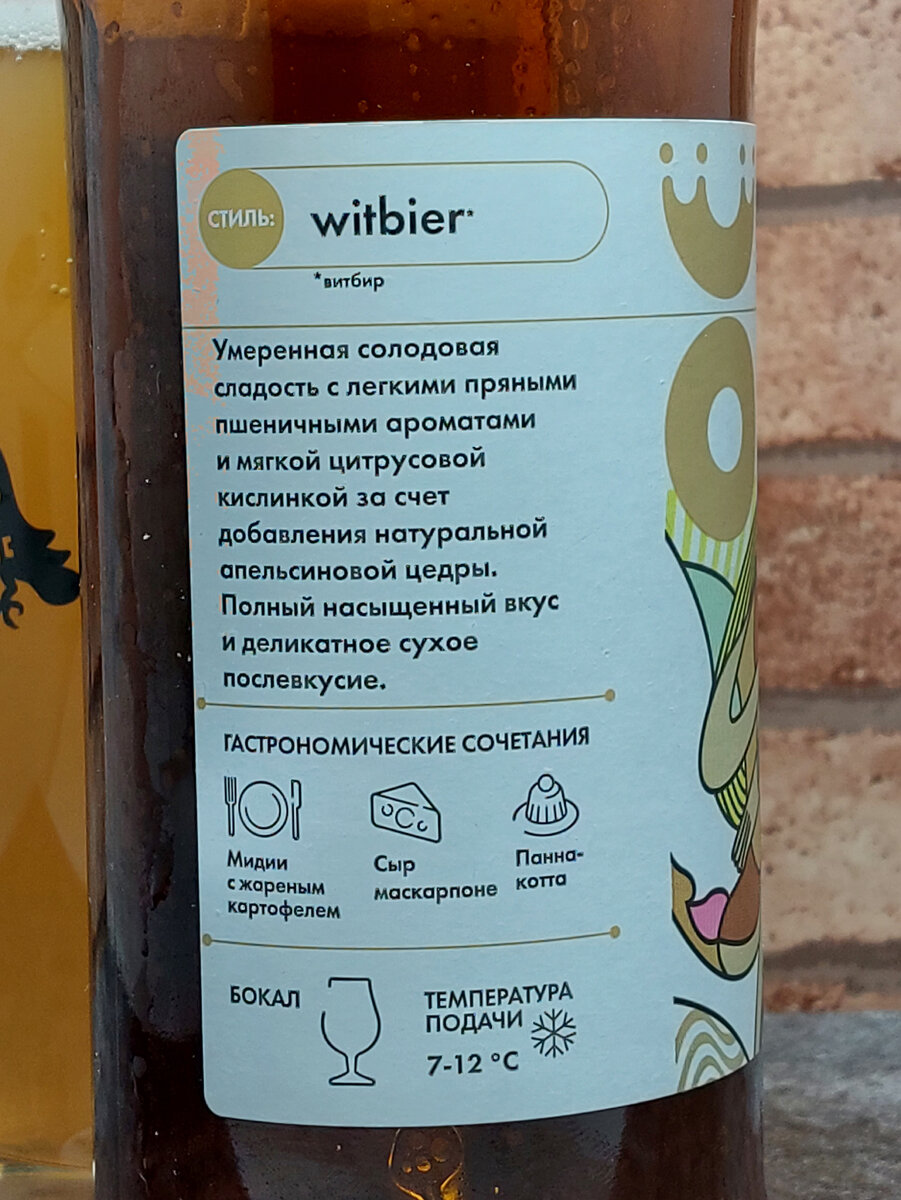 СТИЛЬ: witbier*
*витбир
Умеренная солодовая
сладость с легкими пряными
пшеничными ароматами
и мягкой цитрусовой
кислинкой за счет
добавления натуральной
апельсиновой цедры.
Полный насыщенный вкус
и деликатное сухое
послевкусие.
ГАСТРОНОМИЧЕСКИЕ СОЧЕТАНИЯ
Мидии
с жареным
картофелем
Сыр
маскарпоне
Панна-
котта
БОКАЛ
ТЕМПЕРАТУРА
ПОДАЧИ
7-12 °C